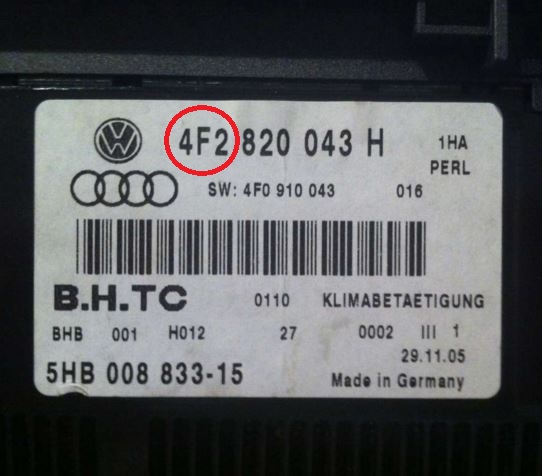 4F2 820 043 H 1HA
PERL
SW: 4F0 910 043 016
B.H.TC 0110 KLIMABETAETIGUNG
BHB 001 H012 27 0002 III 1
29.11.05
5HB 008 833-15 Made in Germany